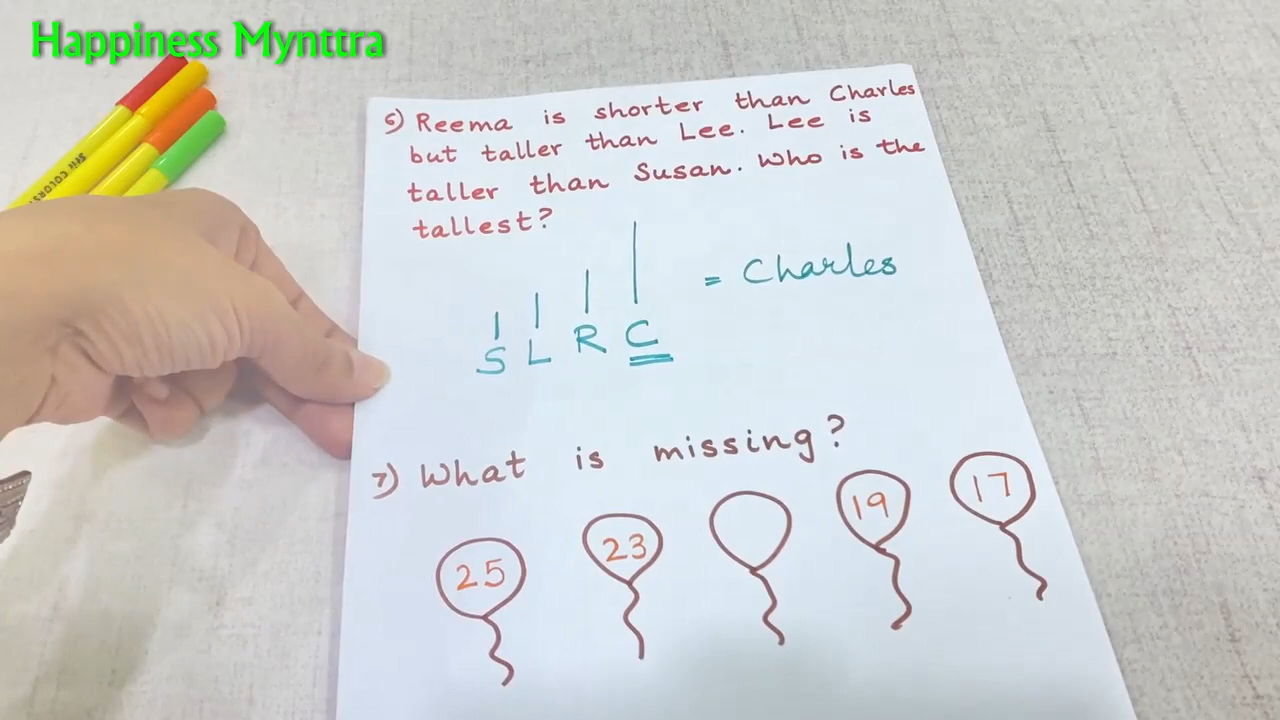 Happiness Mynttra
6) Reema is shorter than Charles
but taller than Lee. Lee is
taller than Susan. Who is the
tallest?
S L R C = Charles
7) What is missing?
25 23 19 17